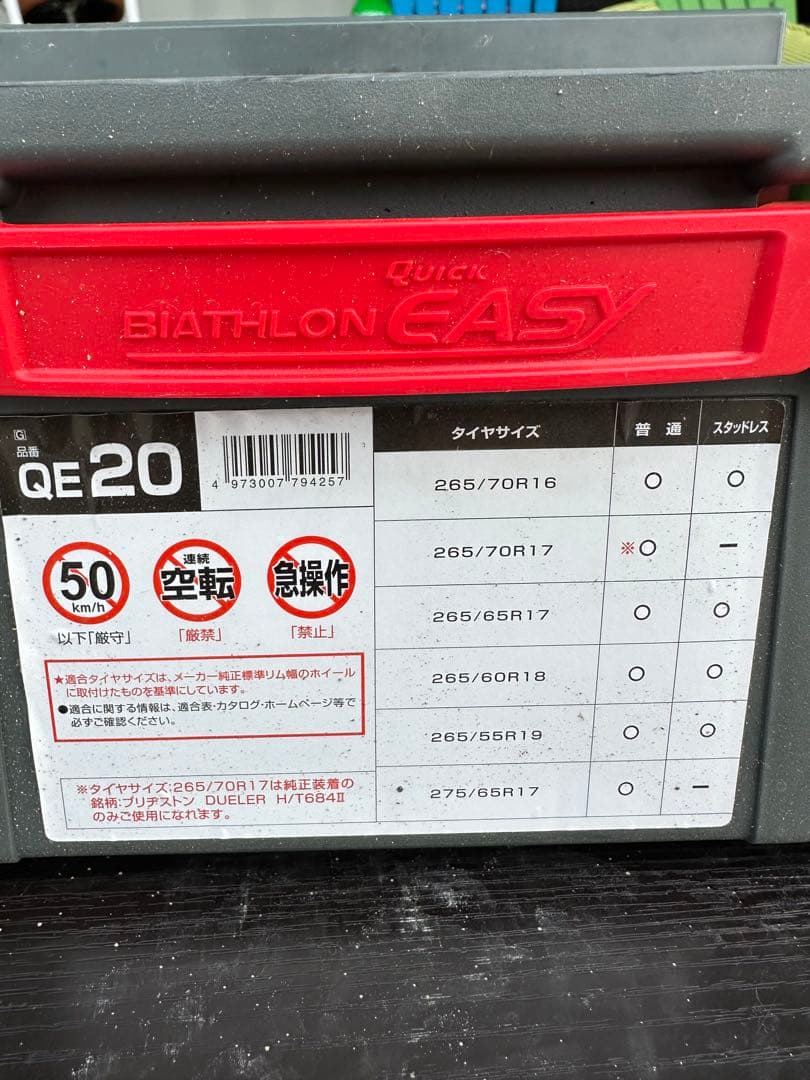 QUICK
BIATHLON EASY
G
品番
QE20
4 973007 794257
50
km/h
以下「厳守」
連続
空転
「厳禁」
急操作
「禁止」
★適合タイヤサイズは、メーカー純正標準リム幅のホイール
に取付けたものを基準にしています。
●適合に関する情報は、適合表・カタログ・ホームページ等で
必ずご確認ください。
※タイヤサイズ:265/70R17は純正装着の
銘柄:ブリヂストン DUELER H/T684Ⅱ
のみご使用になれます。
タイヤサイズ 普通 スタッドレス
265/70R16 ○ ○
265/70R17 ※○ ー
265/65R17 ○ ○
265/60R18 ○ ○
265/55R19 ○ ○
275/65R17 ○ ー